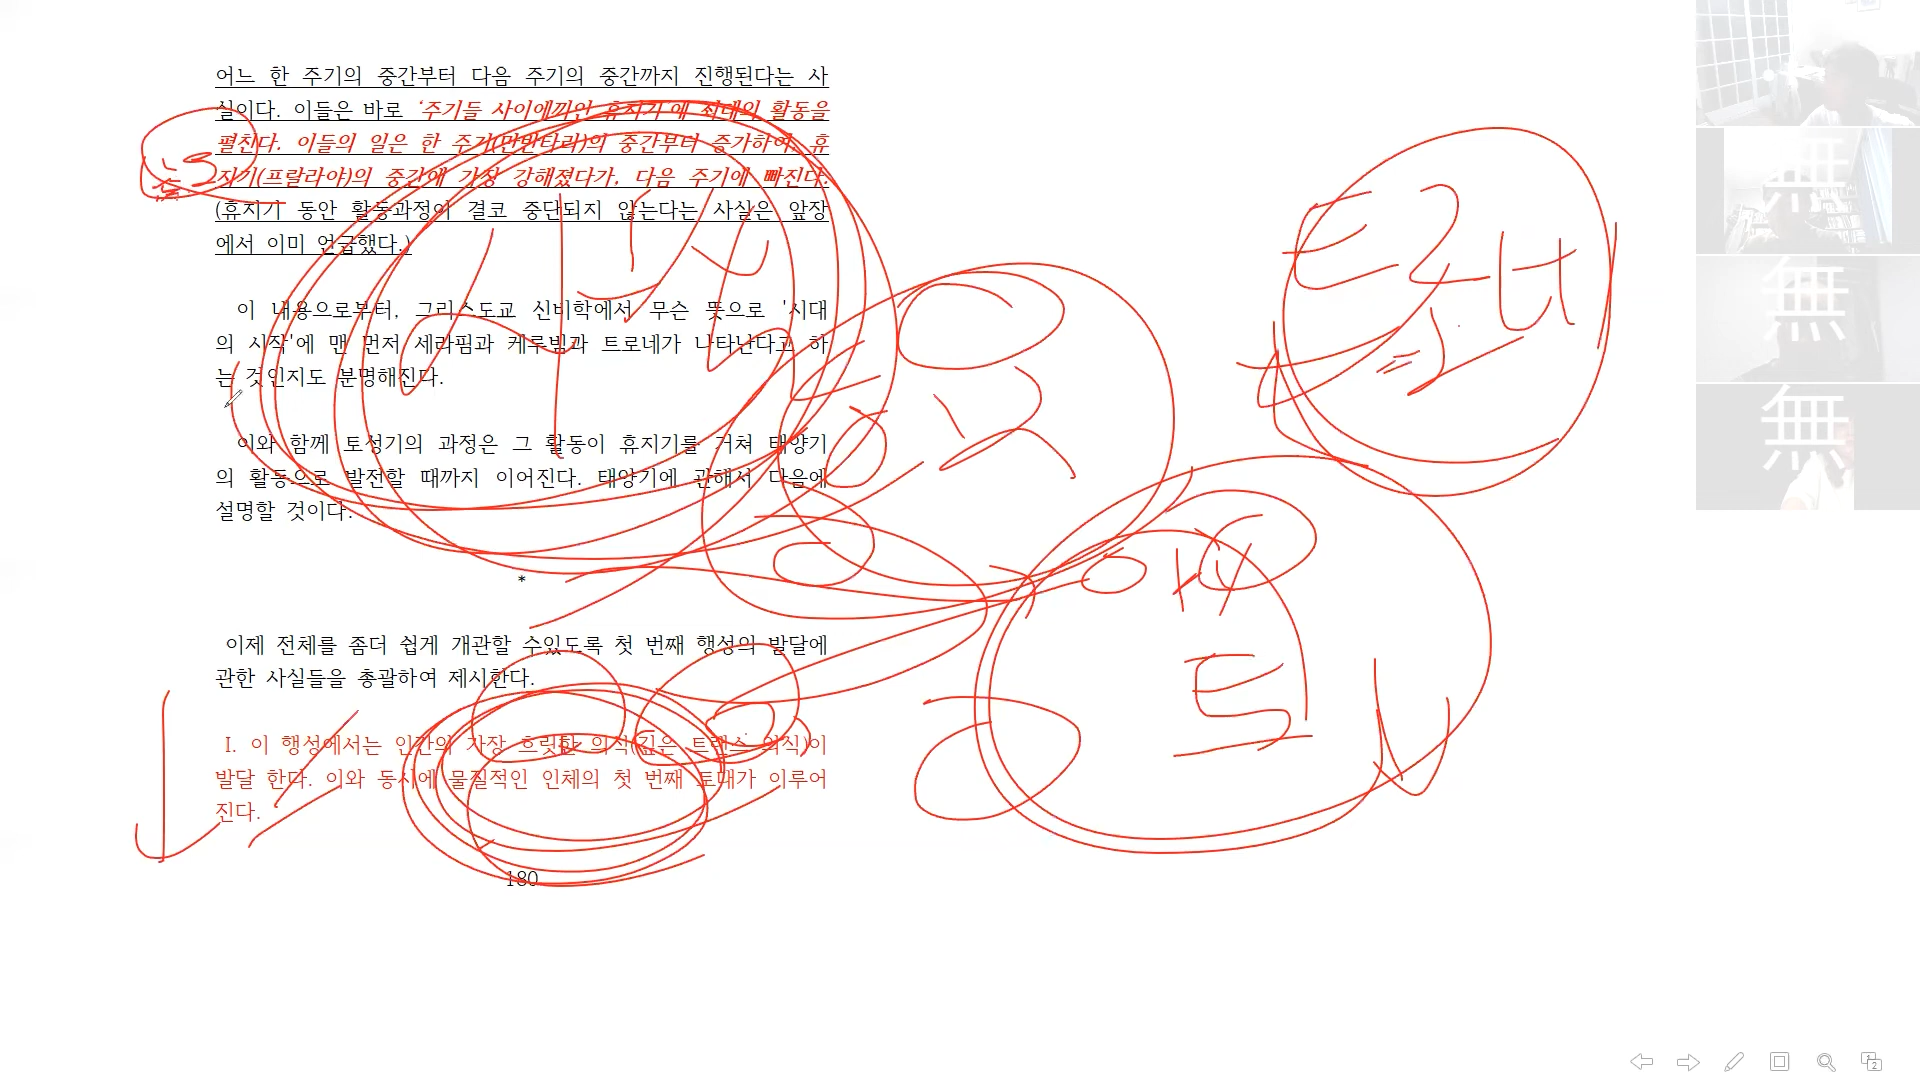 어느 한 주기의 중간부터 다음 주기의 중간까지 진행된다는 사
실이다. 이들은 바로 '주기들 사이에끼인 휴지기'에 최대의 활동을
펼친다. 이들의 일은 한 주기(만반타라)의 중간부터 증가하여, 휴
지기(프랄라야)의 중간에 가장 강해졌다가, 다음 주기에 빠진다.
(휴지기 동안 활동과정이 결코 중단되지 않는다는 사실은 앞장
에서 이미 언급했다.)
이 내용으로부터, 그리스도교 신비학에서 무슨 뜻으로 '시대
의 시작'에 맨 먼저 세라핌과 케루빔과 트로네가 나타난다고 하
는 것인지도 분명해진다.
이와 함께 토성기의 과정은 그 활동이 휴지기를 거쳐 태양기
의 활동으로 발전할 때까지 이어진다. 태양기에 관해서 다음에
설명할 것이다.
*
이제 전체를 좀더 쉽게 개관할 수있도록 첫 번째 행성의 발달에
관한 사실들을 총괄하여 제시한다.
I. 이 행성에서는 인간의 가장 흐릿한 의식(깊은 트랜스 의식)이
발달 한다. 이와 동시에 물질적인 인체의 첫 번째 토대가 이루어
진다.
180
無
無
無